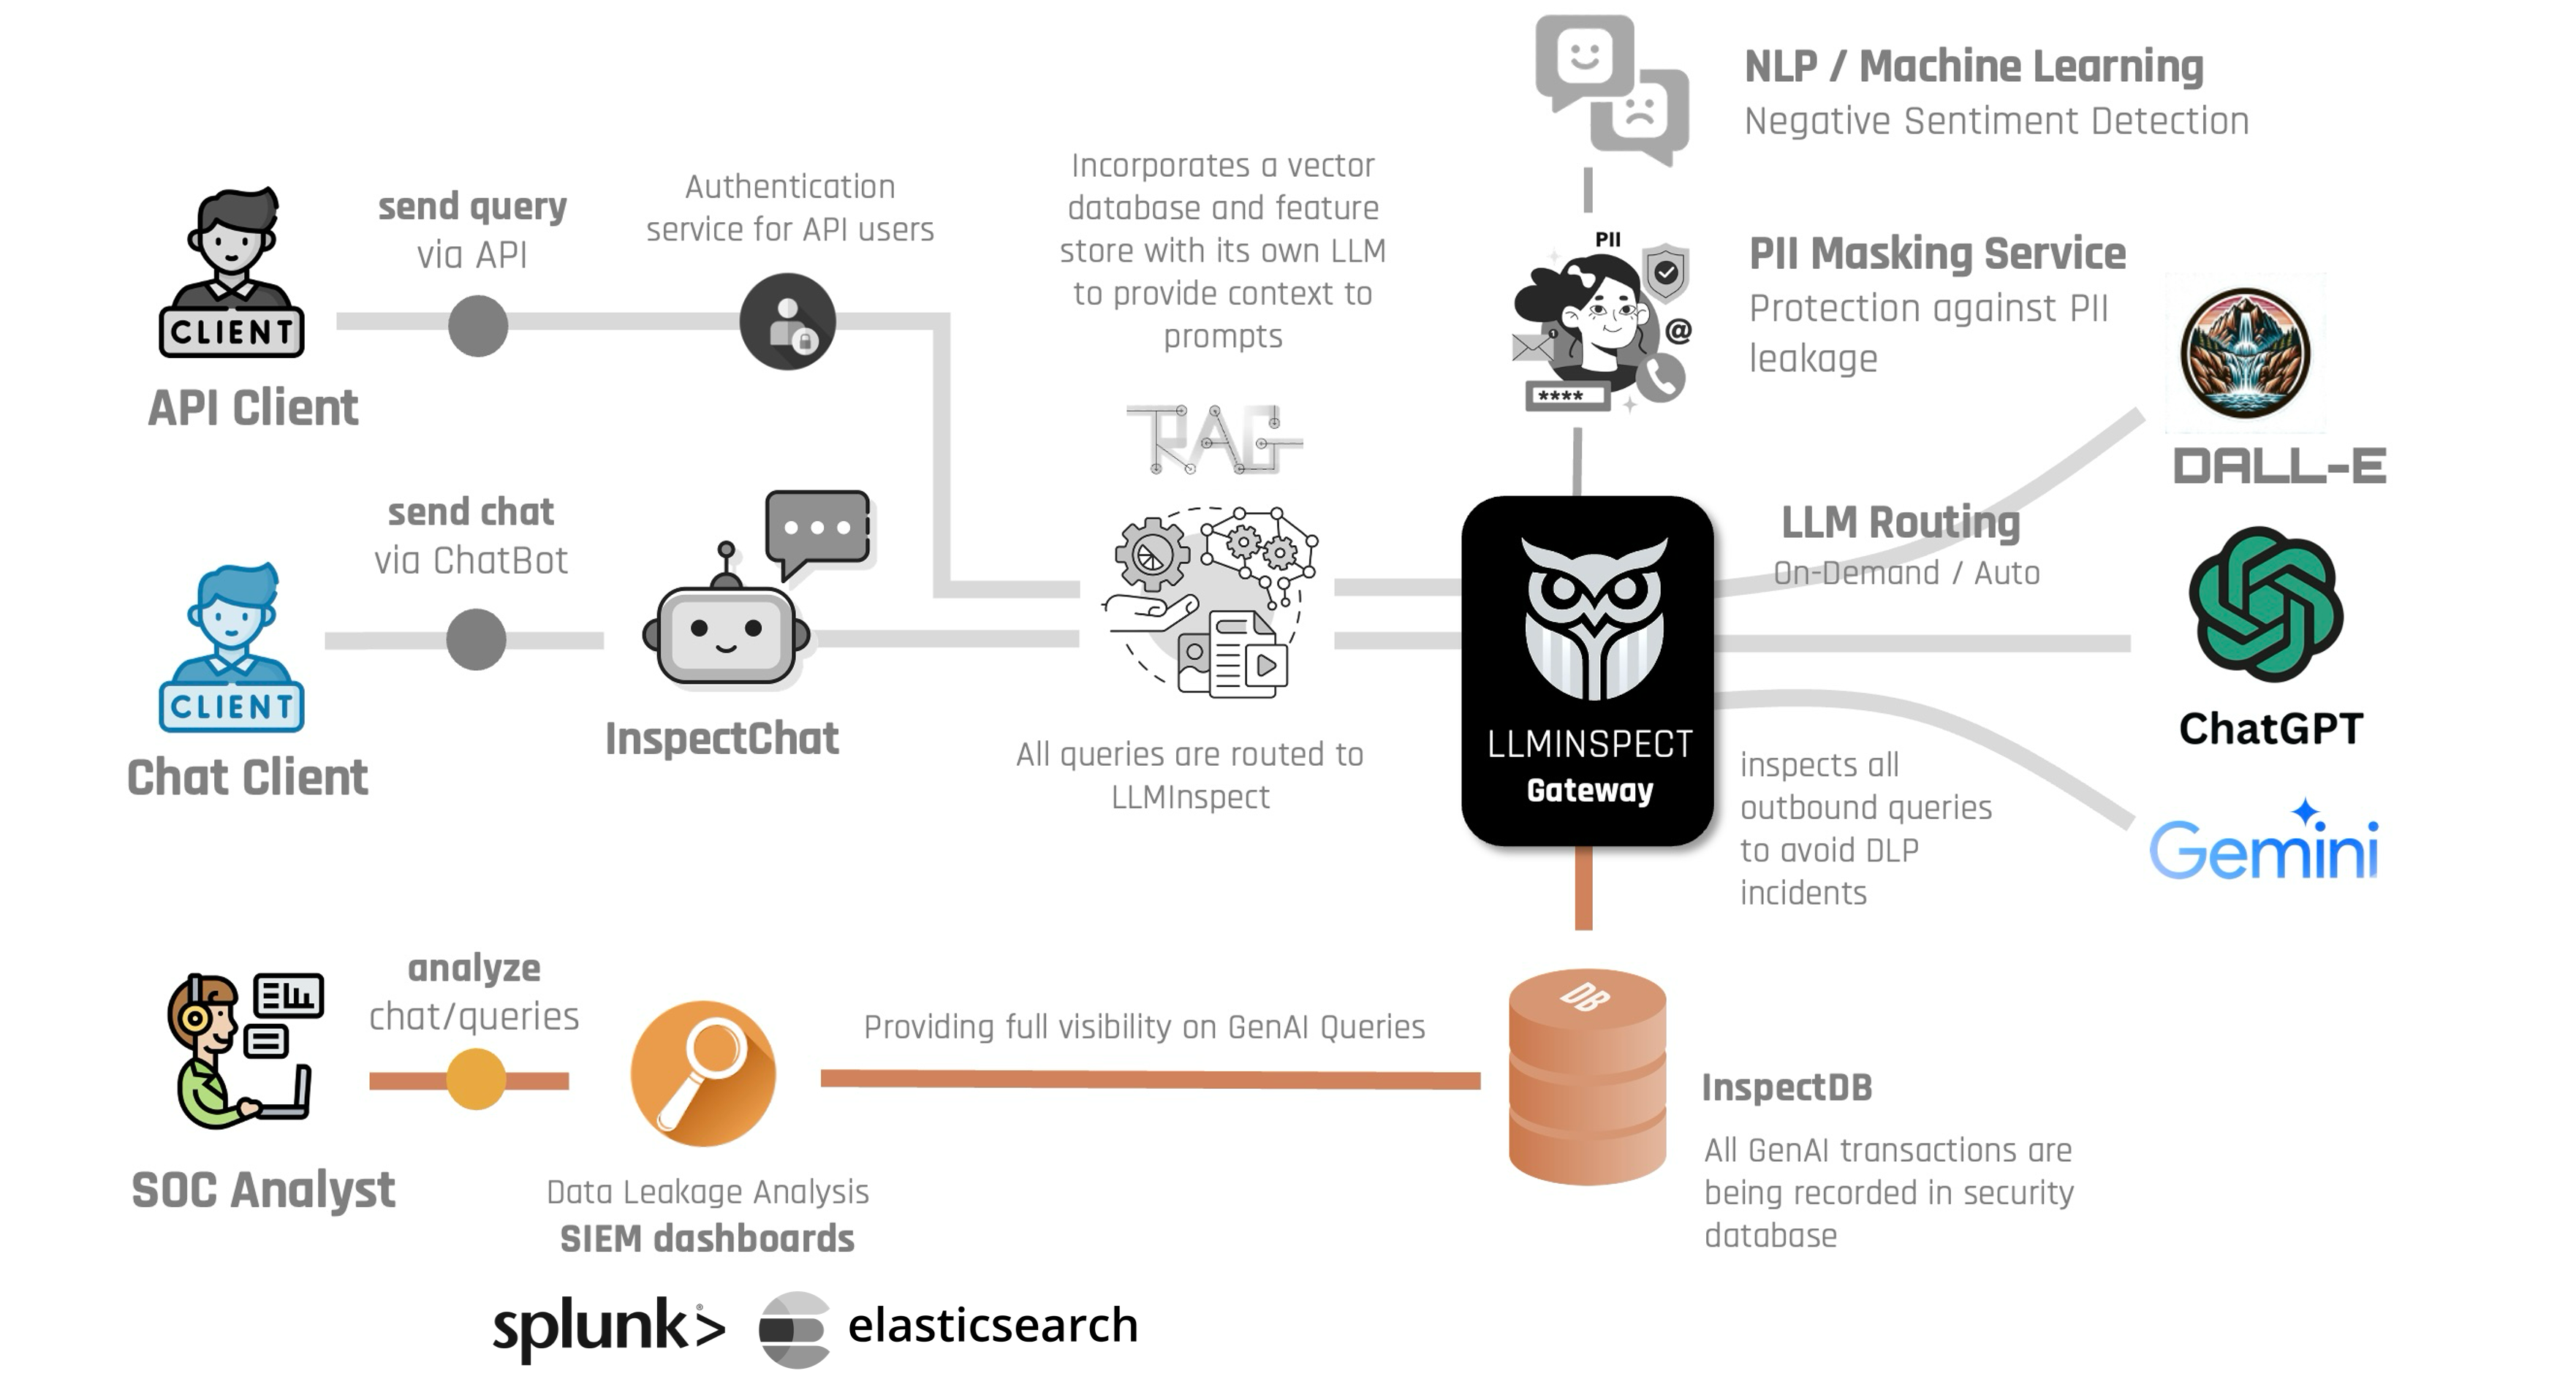 NLP / Machine Learning
Negative Sentiment Detection
Incorporates a vector
database and feature
store with its own LLM
to provide context to
prompts
Authentication
service for API users
send query
via API
CLIENT
API Client
PII
@
****
PII Masking Service
Protection against PII
leakage
DALL-E
RAG
send chat
via ChatBot
CLIENT
Chat Client
InspectChat
All queries are routed to
LLMInspect
LLMINSPECT
Gateway
LLM Routing
On-Demand / Auto
ChatGPT
inspects all
outbound queries
to avoid DLP
incidents
Gemini
analyze
chat/queries
SOC Analyst
Providing full visibility on GenAI Queries
DB
InspectDB
All GenAI transactions are
being recorded in security
database
Data Leakage Analysis
SIEM dashboards
splunk>
elasticsearch